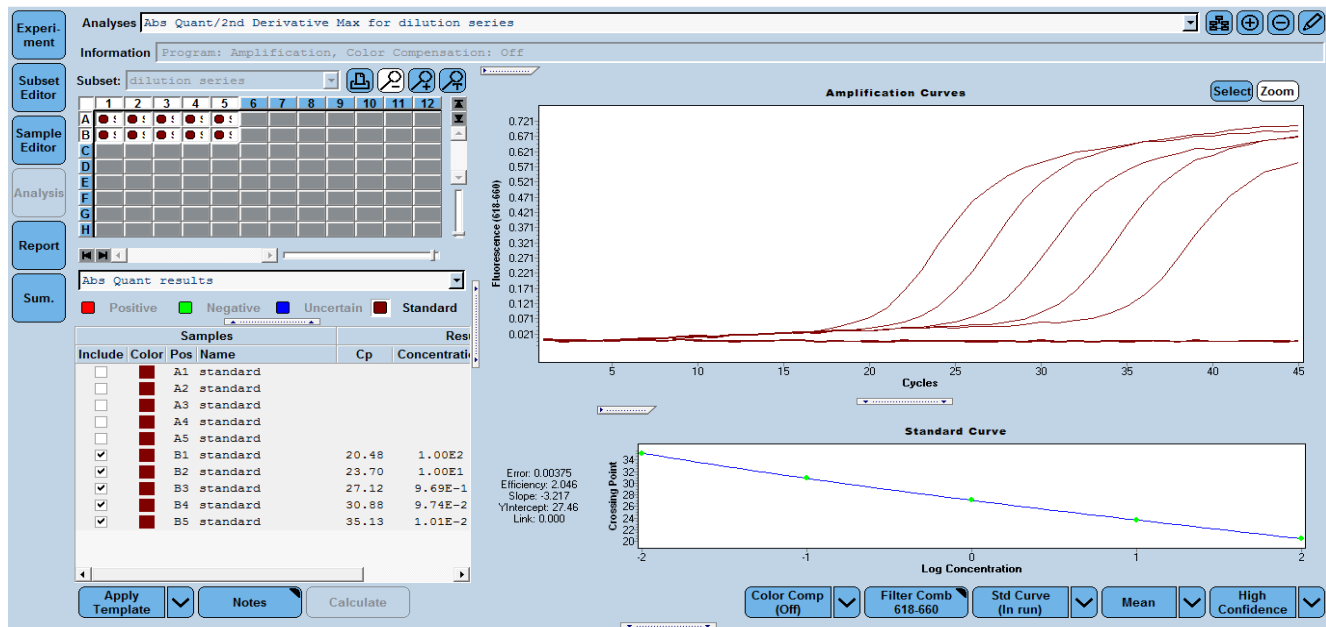 Experi-
ment
Subset
Editor
Sample
Editor
Analysis
Report
Sum.
Analyses Abs Quant/2nd Derivative Max for dilution series
Information Program: Amplification, Color Compensation: Off
Subset: dilution series
1 2 3 4 5 6 7 8 9 10 11 12
A
B
C
D
E
F
G
H
Abs Quant results
Positive Negative Uncertain Standard
Samples Res
Include Color Pos Name Cp Concentrati
A1 standard
A2 standard
A3 standard
A4 standard
A5 standard
B1 standard 20.48 1.00E2
B2 standard 23.70 1.00E1
B3 standard 27.12 9.69E-1
B4 standard 30.88 9.74E-2
B5 standard 35.13 1.01E-2
Apply
Template
Notes
Calculate
Amplification Curves
Select Zoom
Fluorescence (618-660)
0.721
0.671
0.621
0.571
0.521
0.471
0.421
0.371
0.321
0.271
0.221
0.171
0.121
0.071
0.021
5 10 15 20 25 30 35 40 45
Cycles
Standard Curve
Error: 0.00375
Efficiency: 2.046
Slope: -3.217
YIntercept: 27.46
Link: 0.000
Crossing Point
34
32
30
28
26
24
22
20
-2 -1 0 1 2
Log Concentration
Color Comp
(Off)
Filter Comb
618-660
Std Curve
(In run)
Mean
High
Confidence